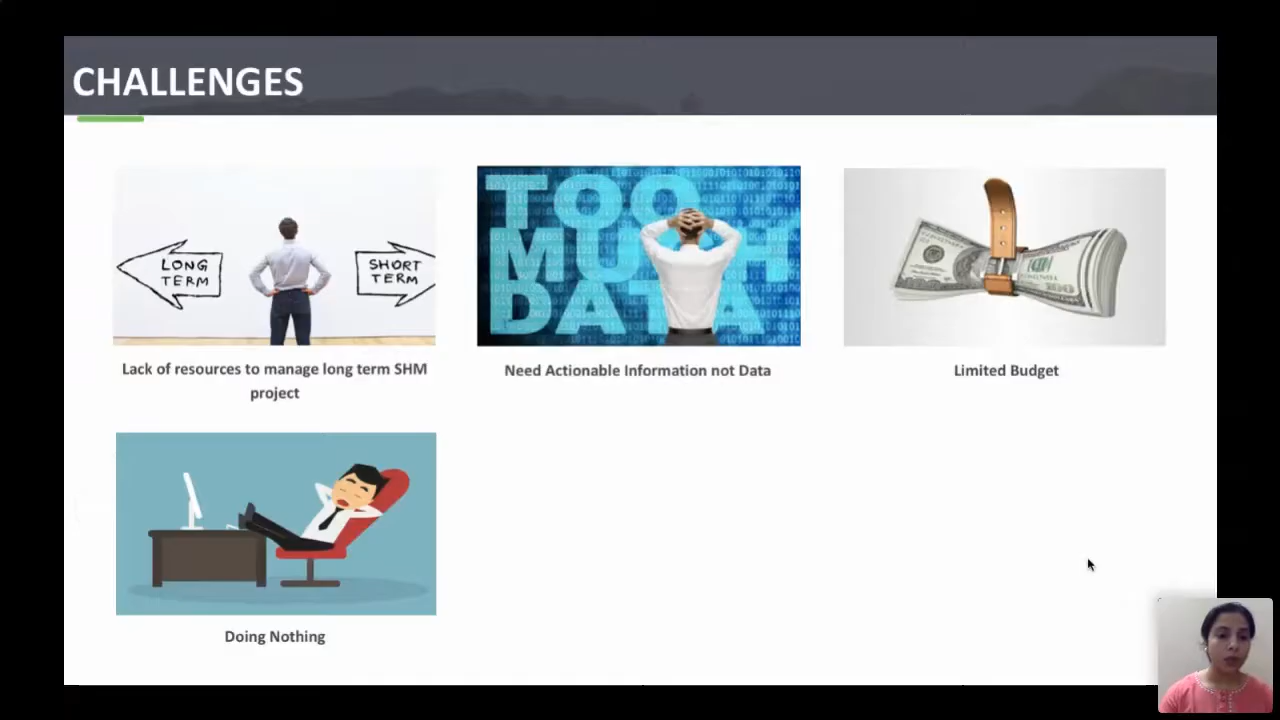 CHALLENGES
LONG
TERM
SHORT
TERM
TOO
MUCH
DATA
Lack of resources to manage long term SHM
project
Need Actionable Information not Data
Limited Budget
Doing Nothing